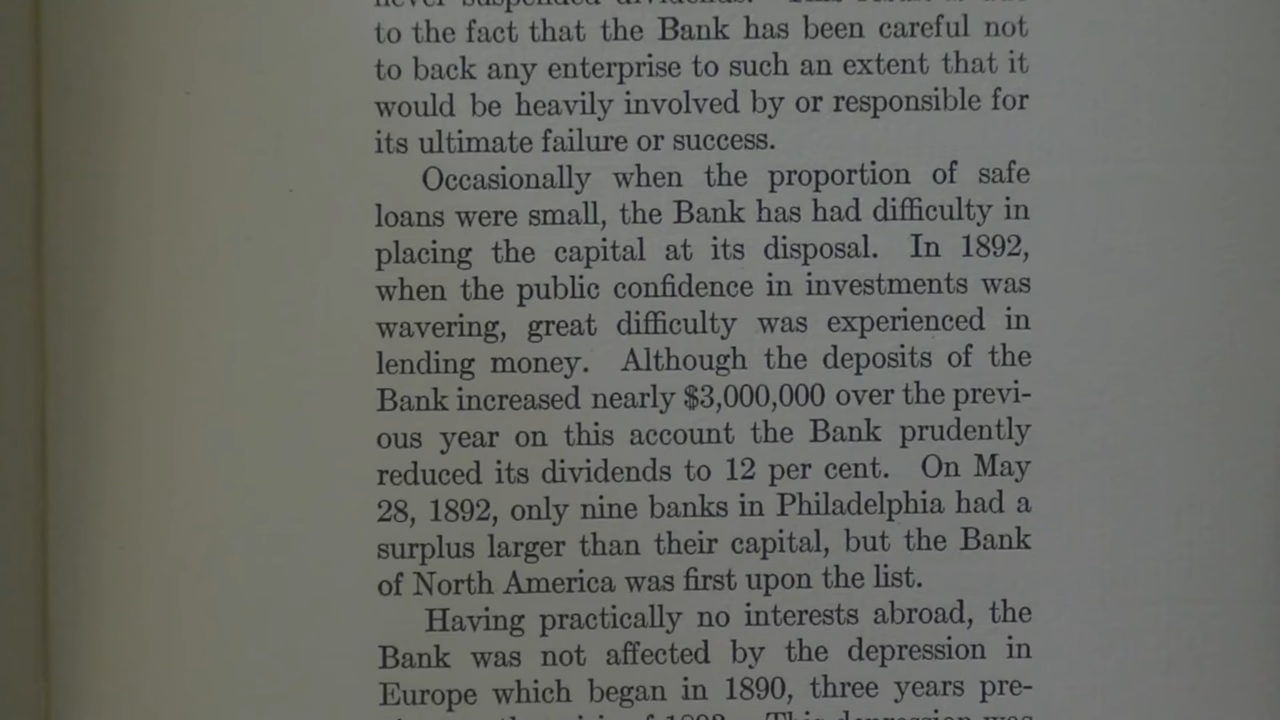 never suspended dividends.
to the fact that the Bank has been careful not
to back any enterprise to such an extent that it
would be heavily involved by or responsible for
its ultimate failure or success.
Occasionally when the proportion of safe
loans were small, the Bank has had difficulty in
placing the capital at its disposal. In 1892,
when the public confidence in investments was
wavering, great difficulty was experienced in
lending money. Although the deposits of the
Bank increased nearly $3,000,000 over the previ-
ous year on this account the Bank prudently
reduced its dividends to 12 per cent. On May
28, 1892, only nine banks in Philadelphia had a
surplus larger than their capital, but the Bank
of North America was first upon the list.
Having practically no interests abroad, the
Bank was not affected by the depression in
Europe which began in 1890, three years pre-